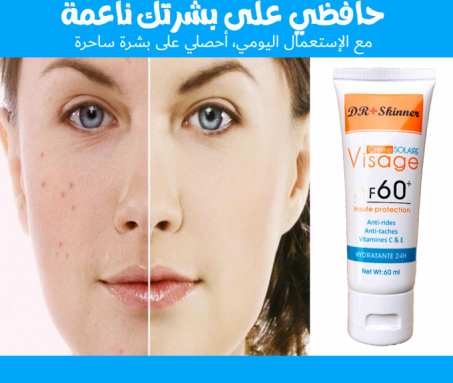 حافظي على بشرتك ناعمة
مع الإستعمال اليومي، أحصلي على بشرة ساحرة
DR+Skinner
Crème SOLAIRE
Visage
F60+
Haute protection
Anti-rides
Anti-taches
Vitamines C & E
HYDRATANTE 24H
Net Wt: 60 ml